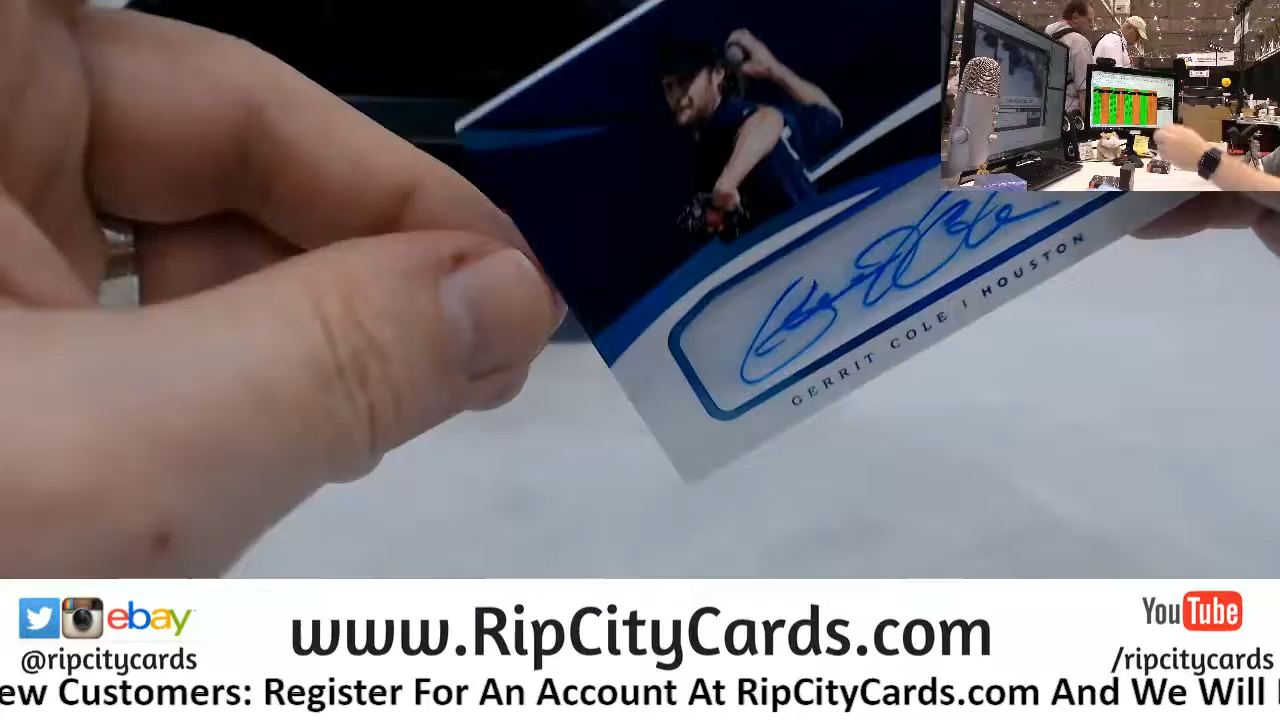 GERRIT COLE | HOUSTON
ebay
www.RipCityCards.com
YouTube
@ripcitycards
/ripcitycards
ew Customers: Register For An Account At RipCityCards.com And We Will